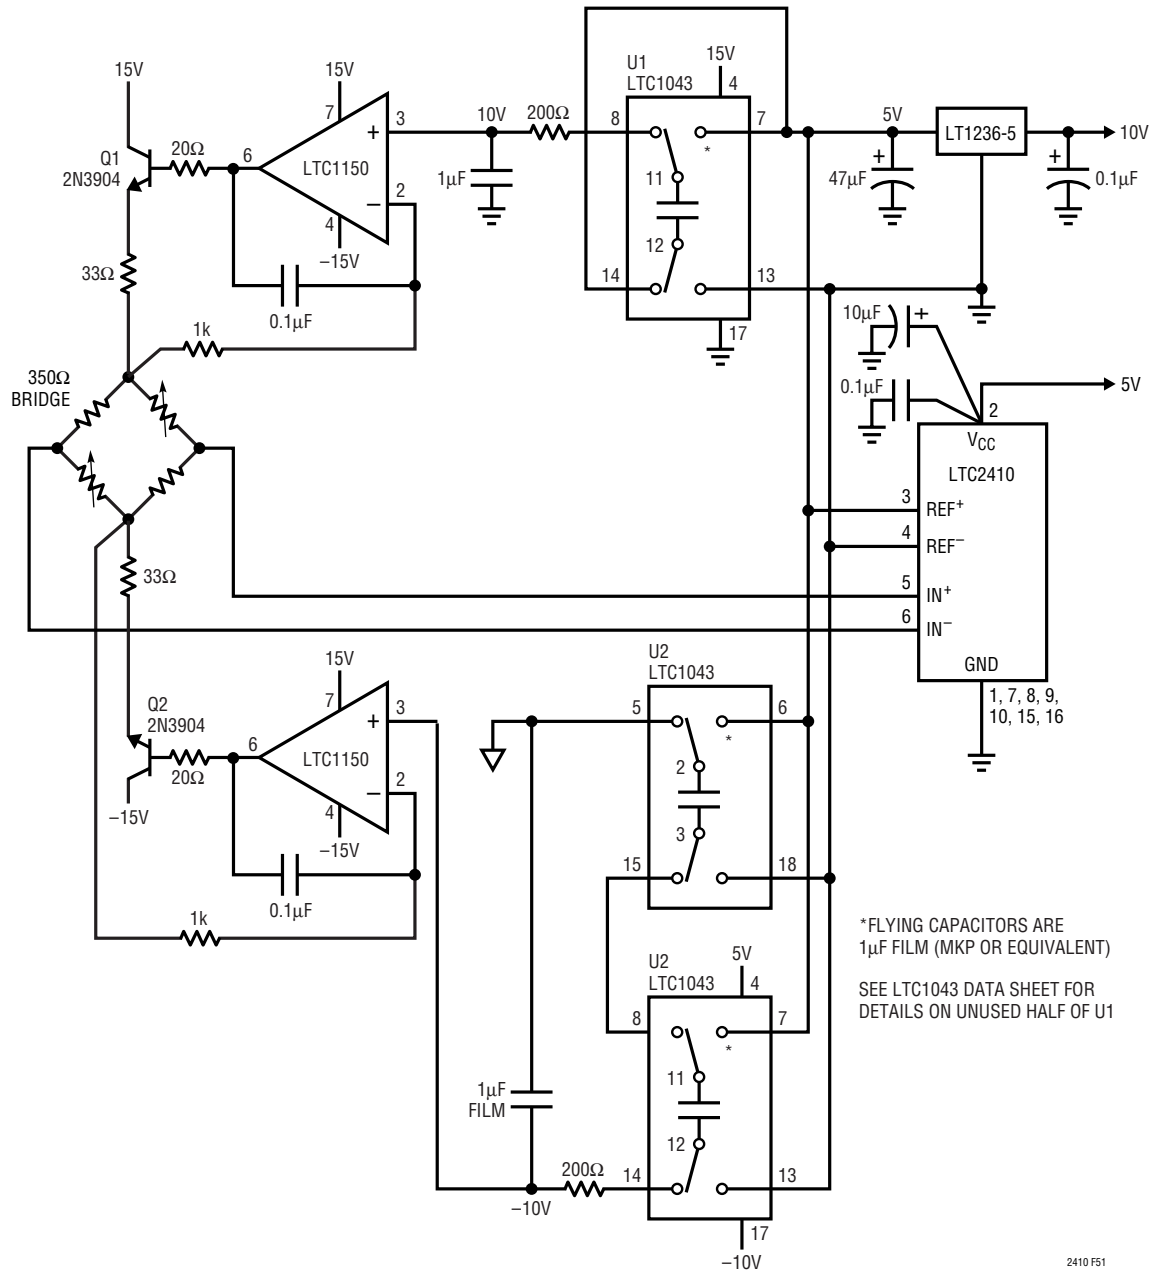 U1
LTC1043
15V
4
15V
15V
7
3
+
10V
200Ω
8
7
5V
LT1236-5
10V
Q1
2N3904
20Ω
6
LTC1150
2
–
4
–15V
1µF
*
11
12
+
47µF
+
0.1µF
33Ω
0.1µF
14
13
17
1k
10µF
+
0.1µF
5V
2
350Ω
BRIDGE
VCC
LTC2410
3
REF+
4
REF–
5
IN+
6
IN–
GND
1, 7, 8, 9,
10, 15, 16
33Ω
15V
7
3
+
Q2
2N3904
20Ω
6
LTC1150
2
–
4
–15V
–15V
0.1µF
1k
U2
LTC1043
5
6
*
2
3
15
18
U2
LTC1043
5V
4
8
7
*
11
12
1µF
FILM
200Ω
14
13
–10V
17
–10V
*FLYING CAPACITORS ARE
1µF FILM (MKP OR EQUIVALENT)
SEE LTC1043 DATA SHEET FOR
DETAILS ON UNUSED HALF OF U1
2410 F51